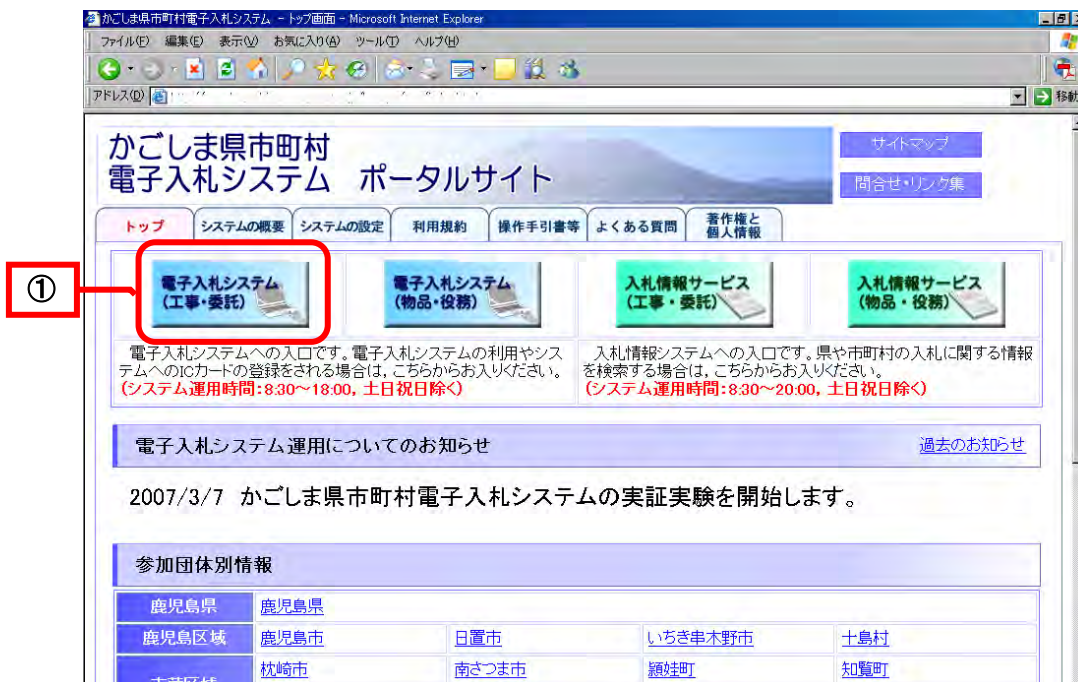 かごしま県市町村電子入札システム - トップ画面 - Microsoft Internet Explorer
ファイル(F) 編集(E) 表示(V) お気に入り(A) ツール(T) ヘルプ(H)
アドレス(D) 移動
かごしま県市町村
電子入札システム ポータルサイト
サイトマップ
問合せ・リンク集
トップ システムの概要 システムの設定 利用規約 操作手引書等 よくある質問 著作権と
個人情報
①
電子入札システム
(工事・委託)
電子入札システム
(物品・役務)
入札情報サービス
(工事・委託)
入札情報サービス
(物品・役務)
電子入札システムへの入口です。電子入札システムの利用やシス
テムへのICカードの登録をされる場合は,こちらからお入りください。
(システム運用時間:8:30~18:00, 土日祝日除く)
入札情報システムへの入口です。県や市町村の入札に関する情報
を検索する場合は,こちらからお入りください。
(システム運用時間:8:30~20:00, 土日祝日除く)
電子入札システム運用についてのお知らせ 過去のお知らせ
2007/3/7 かごしま県市町村電子入札システムの実証実験を開始します。
参加団体別情報
鹿児島県 鹿児島県
鹿児島区域 鹿児島市 日置市 いちき串木野市 十島村
枕崎市 南さつま市 頴娃町 知覧町